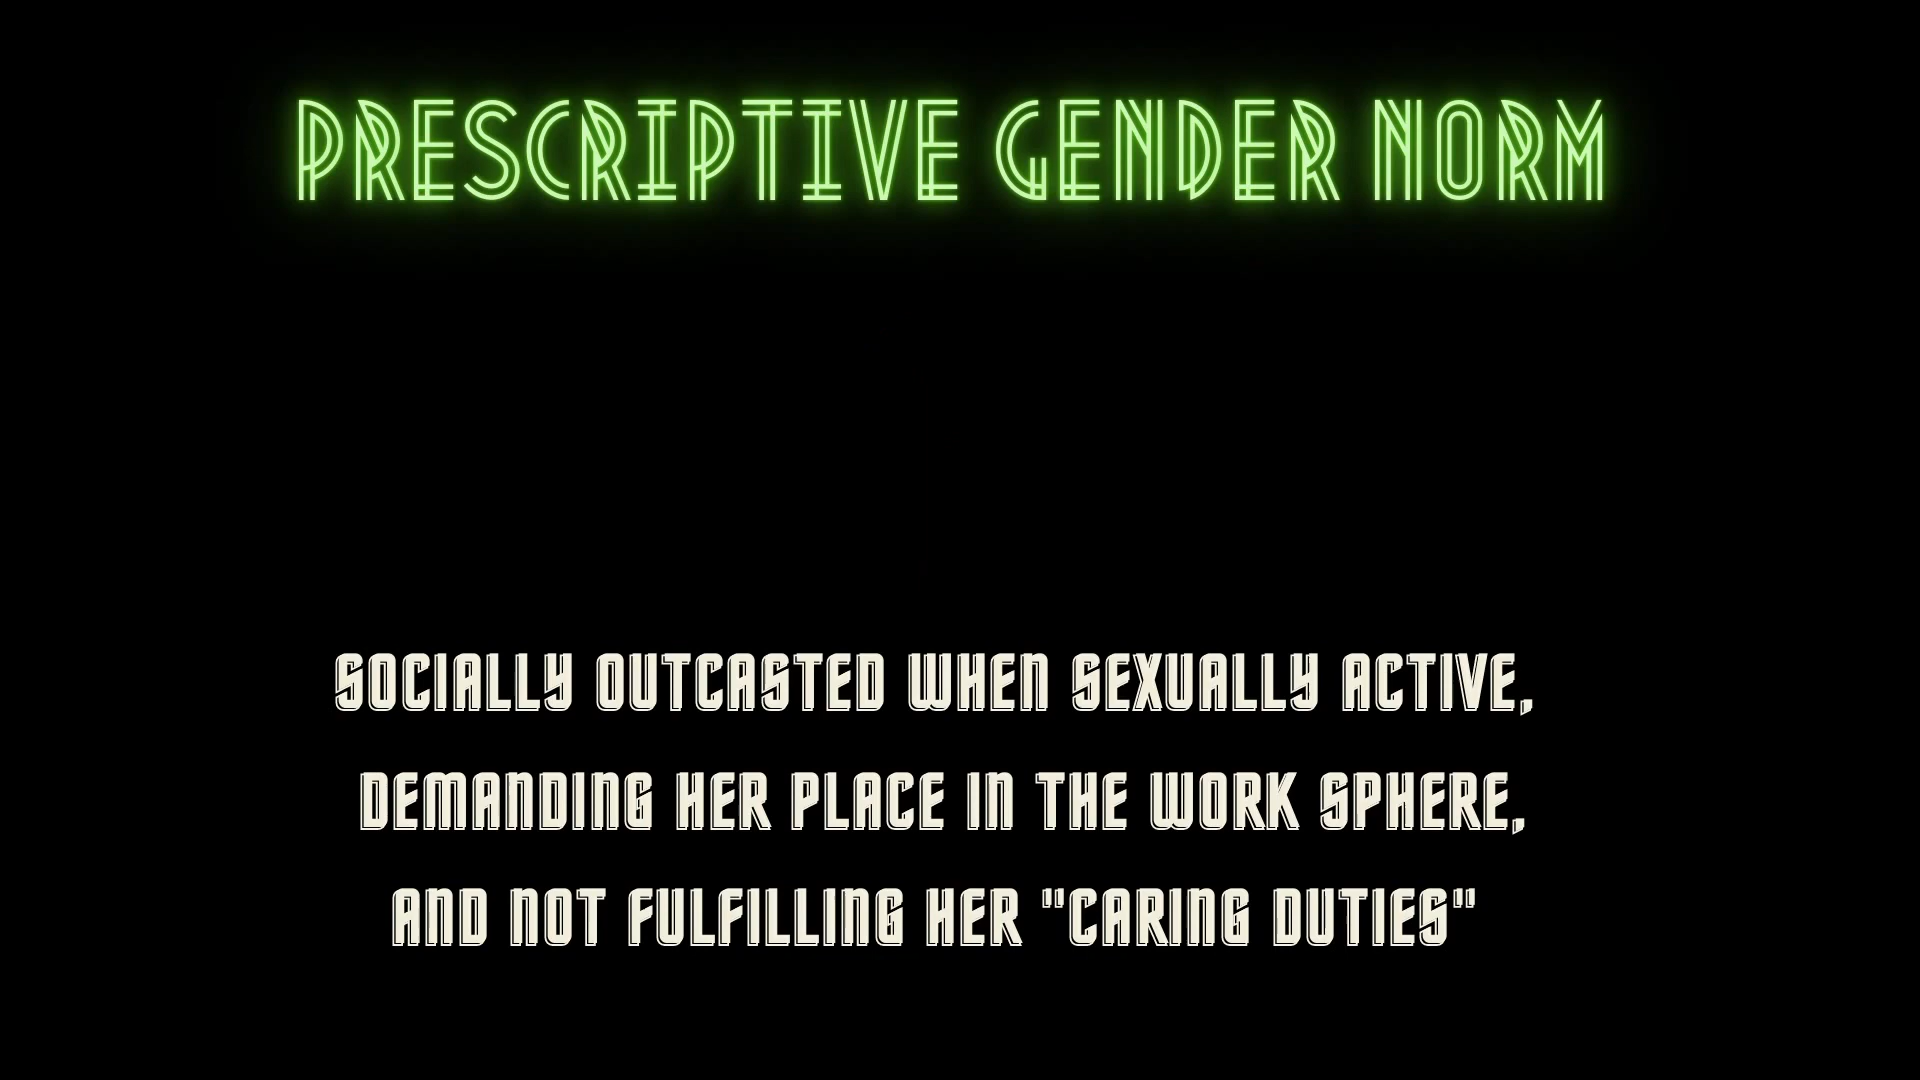 PRESCRIPTIVE GENDER NORM
SOCIALLY OUTCASTED WHEN SEXUALLY ACTIVE,
DEMANDING HER PLACE IN THE WORK SPHERE,
AND NOT FULFILLING HER "CARING DUTIES"